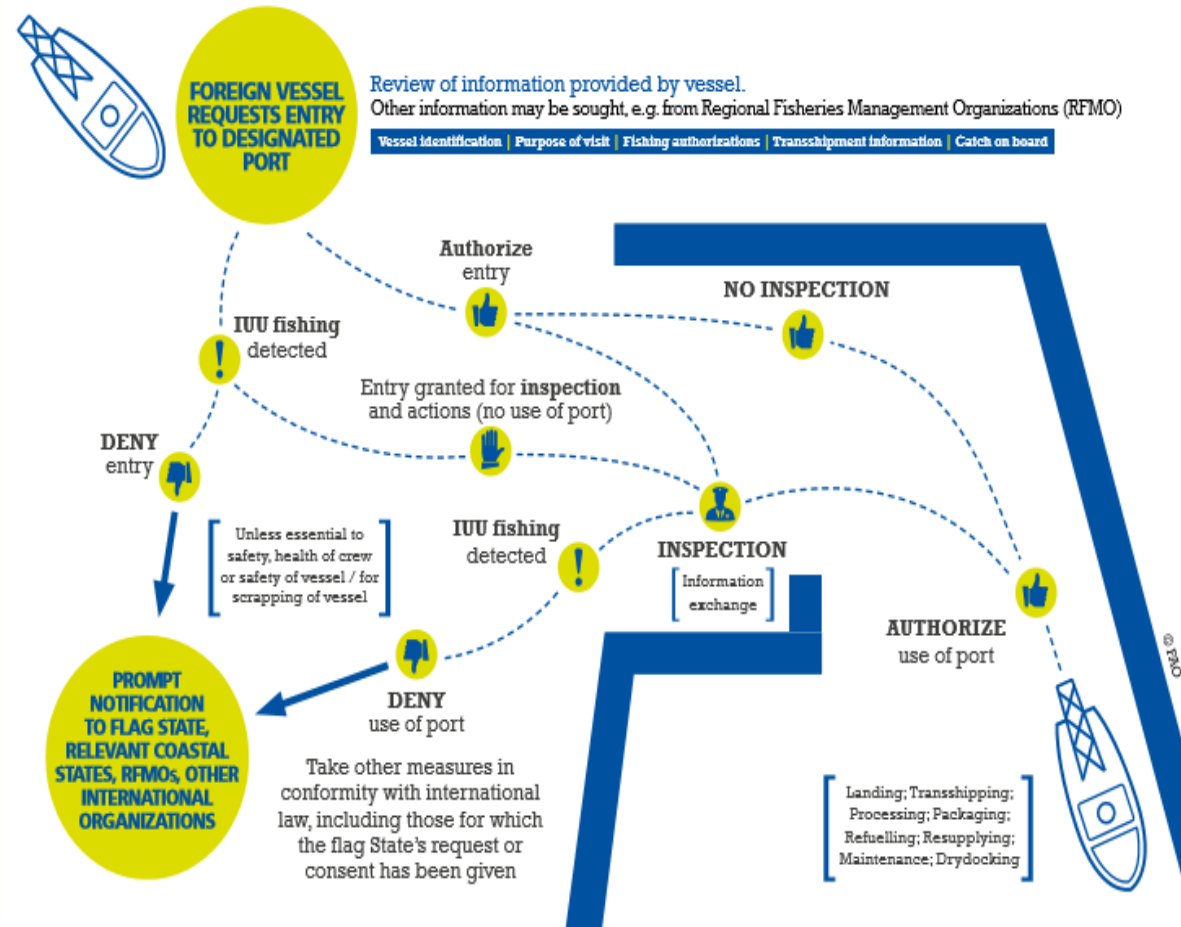 FOREIGN VESSEL
REQUESTS ENTRY
TO DESIGNATED
PORT
Review of information provided by vessel.
Other information may be sought, e.g. from Regional Fisheries Management Organizations (RFMO)
Vessel identification | Purpose of visit | Fishing authorizations | Transshipment information | Catch on board
Authorize
entry
NO INSPECTION
IUU fishing
detected
Entry granted for inspection
and actions (no use of port)
DENY
entry
Unless essential to
safety, health of crew
or safety of vessel / for
scrapping of vessel
IUU fishing
detected
INSPECTION
Information
exchange
AUTHORIZE
use of port
© FAO
PROMPT
NOTIFICATION
TO FLAG STATE,
RELEVANT COASTAL
STATES, RFMOs, OTHER
INTERNATIONAL
ORGANIZATIONS
DENY
use of port
Take other measures in
conformity with international
law, including those for which
the flag State's request or
consent has been given
Landing; Transshipping;
Processing; Packaging;
Refuelling; Resupplying;
Maintenance; Drydocking